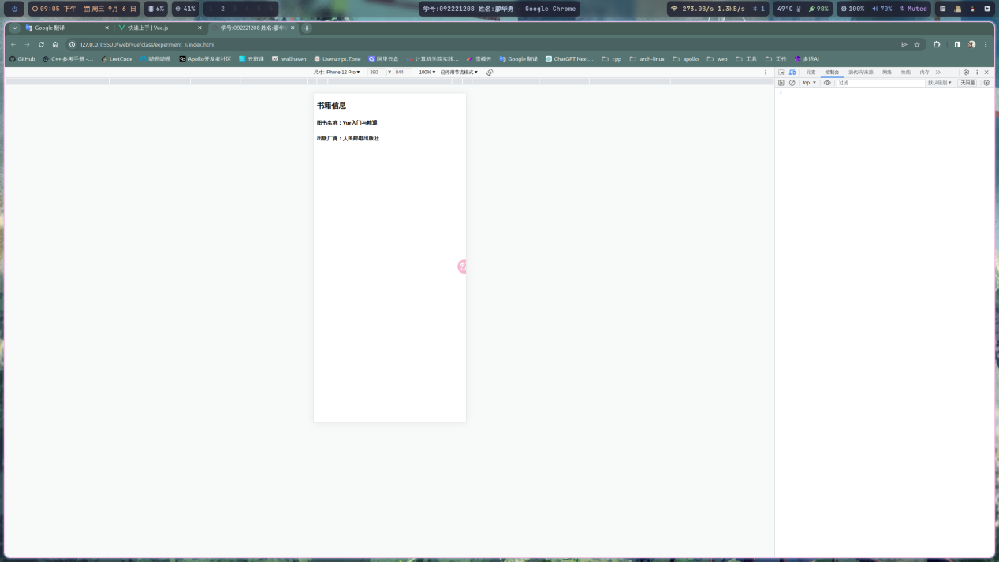 09:05 下午 周三 9月 6 日 6% 41% 2 学号:092221208 姓名:廖华勇 - Google Chrome 273.0B/s 1.3kB/s 1 49°C 98% 100% 70% Muted
Google 翻译 快速上手 | Vue.js 学号:092221208 姓名:廖华
127.0.0.1:5500/web/vue/class/experiment_1/index.html
GitHub C++ 参考手册 -… LeetCode 哔哩哔哩 Apollo开发者社区 云班课 wallhaven Userscript.Zone 阿里云盘 计算机学院实践… 雪橇云 Google 翻译 ChatGPT Next… cpp arch-linux apollo web 工具 工作 多语AI
尺寸: iPhone 12 Pro 390 × 844 100% 已停用节流模式
元素 控制台 源代码/来源 网络 性能 内存
top 过滤 默认级别 无问题
书籍信息
图书名称：Vue入门与精通
出版厂商：人民邮电出版社